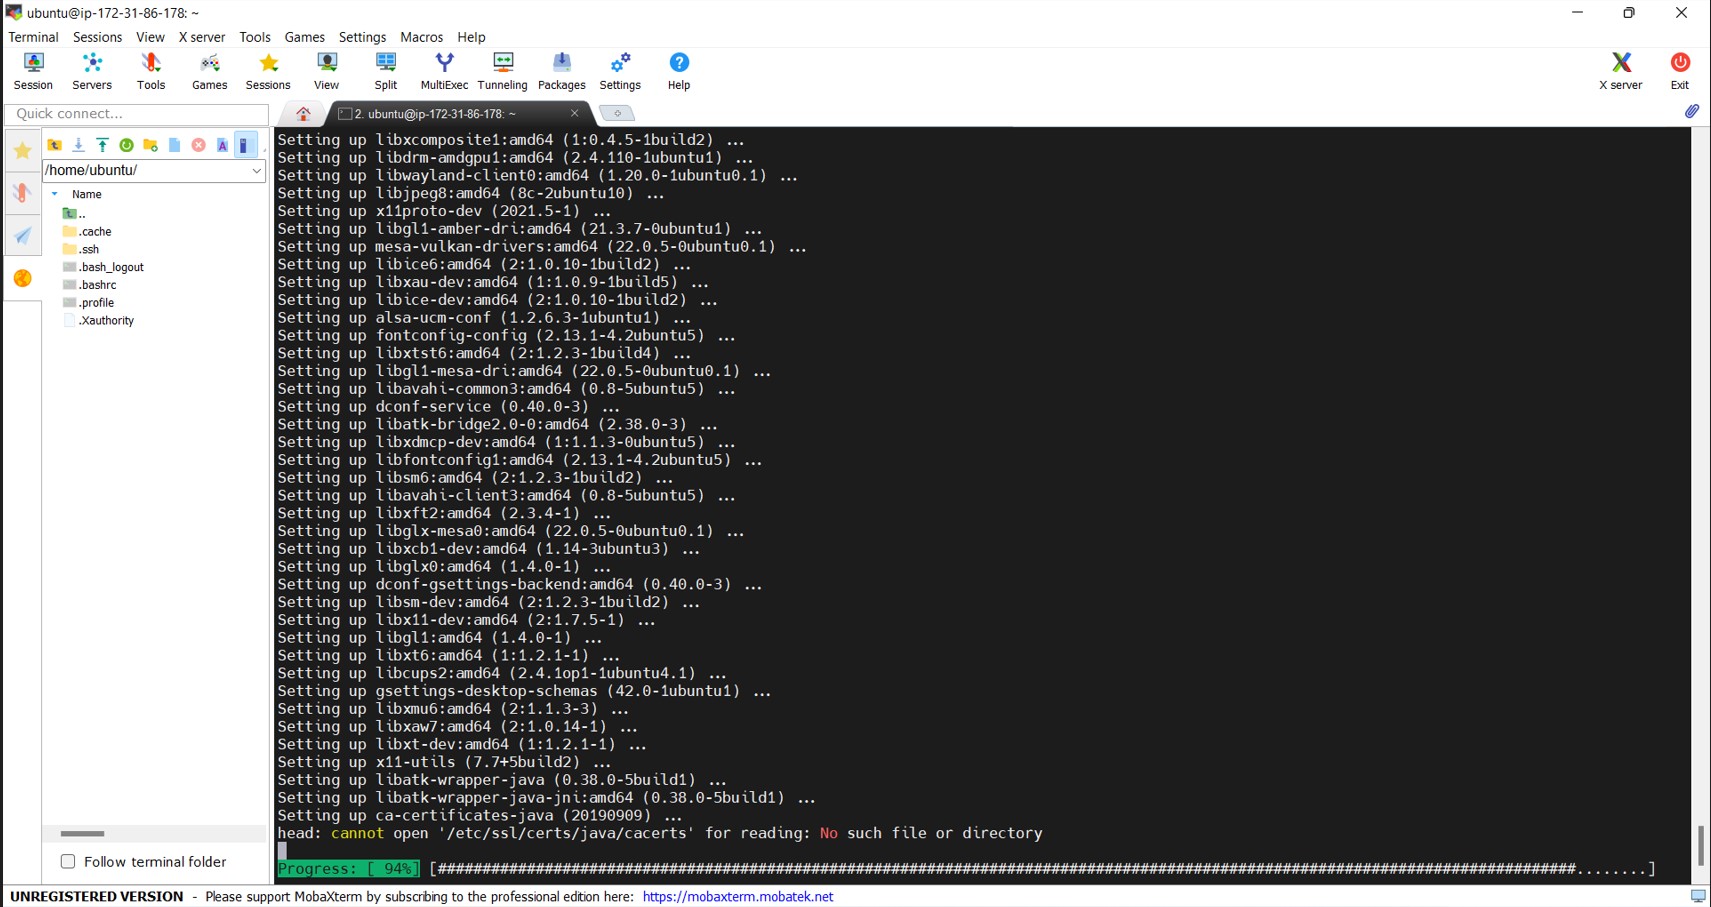 ubuntu@ip-172-31-86-178: ~
Terminal Sessions View X server Tools Games Settings Macros Help
Session Servers Tools Games Sessions View Split MultiExec Tunneling Packages Settings Help X server Exit
Quick connect...
2. ubuntu@ip-172-31-86-178: ~
/home/ubuntu/
Name
..
.cache
.ssh
.bash_logout
.bashrc
.profile
.Xauthority
Setting up libxcomposite1:amd64 (1:0.4.5-1build2) ...
Setting up libdrm-amdgpu1:amd64 (2.4.110-1ubuntu1) ...
Setting up libwayland-client0:amd64 (1.20.0-1ubuntu0.1) ...
Setting up libjpeg8:amd64 (8c-2ubuntu10) ...
Setting up x11proto-dev (2021.5-1) ...
Setting up libgl1-amber-dri:amd64 (21.3.7-0ubuntu1) ...
Setting up mesa-vulkan-drivers:amd64 (22.0.5-0ubuntu0.1) ...
Setting up libice6:amd64 (2:1.0.10-1build2) ...
Setting up libxau-dev:amd64 (1:1.0.9-1build5) ...
Setting up libice-dev:amd64 (2:1.0.10-1build2) ...
Setting up alsa-ucm-conf (1.2.6.3-1ubuntu1) ...
Setting up fontconfig-config (2.13.1-4.2ubuntu5) ...
Setting up libxtst6:amd64 (2:1.2.3-1build4) ...
Setting up libgl1-mesa-dri:amd64 (22.0.5-0ubuntu0.1) ...
Setting up libavahi-common3:amd64 (0.8-5ubuntu5) ...
Setting up dconf-service (0.40.0-3) ...
Setting up libatk-bridge2.0-0:amd64 (2.38.0-3) ...
Setting up libxdmcp-dev:amd64 (1:1.1.3-0ubuntu5) ...
Setting up libfontconfig1:amd64 (2.13.1-4.2ubuntu5) ...
Setting up libsm6:amd64 (2:1.2.3-1build2) ...
Setting up libavahi-client3:amd64 (0.8-5ubuntu5) ...
Setting up libxft2:amd64 (2.3.4-1) ...
Setting up libglx-mesa0:amd64 (22.0.5-0ubuntu0.1) ...
Setting up libxcb1-dev:amd64 (1.14-3ubuntu3) ...
Setting up libglx0:amd64 (1.4.0-1) ...
Setting up dconf-gsettings-backend:amd64 (0.40.0-3) ...
Setting up libsm-dev:amd64 (2:1.2.3-1build2) ...
Setting up libx11-dev:amd64 (2:1.7.5-1) ...
Setting up libgl1:amd64 (1.4.0-1) ...
Setting up libxt6:amd64 (1:1.2.1-1) ...
Setting up libcups2:amd64 (2.4.1op1-1ubuntu4.1) ...
Setting up gsettings-desktop-schemas (42.0-1ubuntu1) ...
Setting up libxmu6:amd64 (2:1.1.3-3) ...
Setting up libxaw7:amd64 (2:1.0.14-1) ...
Setting up libxt-dev:amd64 (1:1.2.1-1) ...
Setting up x11-utils (7.7+5build2) ...
Setting up libatk-wrapper-java (0.38.0-5build1) ...
Setting up libatk-wrapper-java-jni:amd64 (0.38.0-5build1) ...
Setting up ca-certificates-java (20190909) ...
head: cannot open '/etc/ssl/certs/java/cacerts' for reading: No such file or directory
Progress: [ 94%] [################################################################################################################################........]
Follow terminal folder
UNREGISTERED VERSION - Please support MobaXterm by subscribing to the professional edition here: https://mobaxterm.mobatek.net